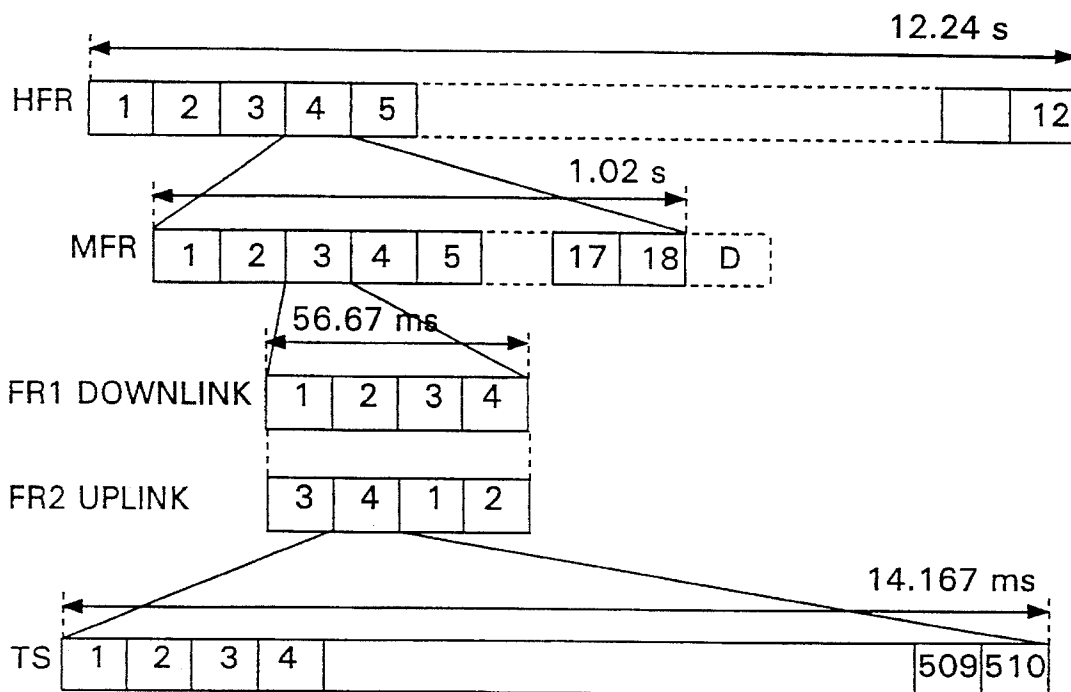 12.24 s
HFR 1 2 3 4 5 12
1.02 s
MFR 1 2 3 4 5 17 18 D
56.67 ms
FR1 DOWNLINK 1 2 3 4
FR2 UPLINK 3 4 1 2
14.167 ms
TS 1 2 3 4 509 510